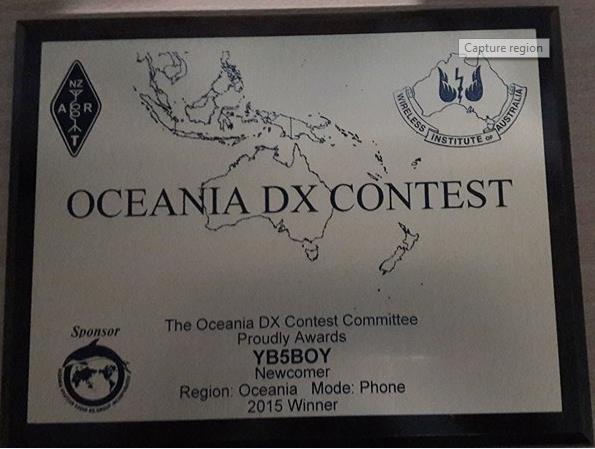 Capture region
NZ
A R
T
WIRELESS INSTITUTE OF AUSTRALIA
OCEANIA DX CONTEST
Sponsor
The Oceania DX Contest Committee
Proudly Awards
YB5BOY
Newcomer
Region: Oceania Mode: Phone
2015 Winner